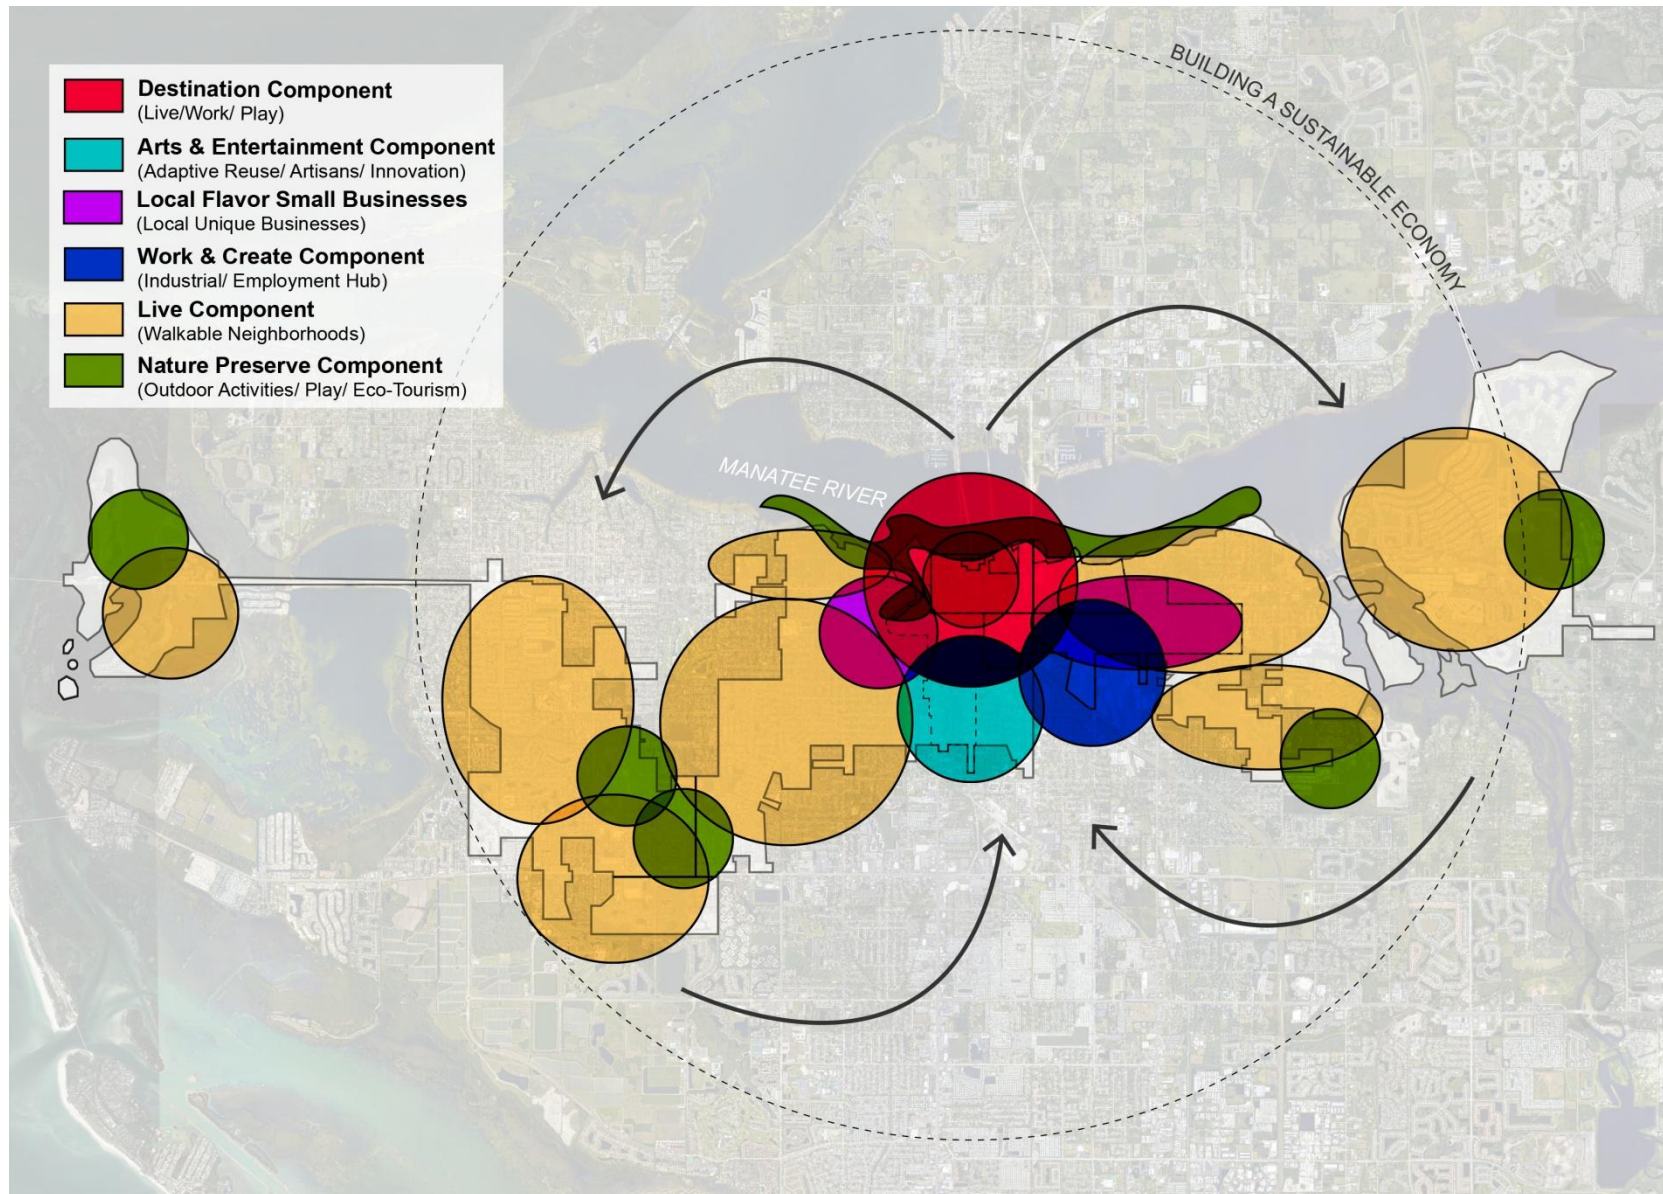 Destination Component
(Live/Work/ Play)
Arts & Entertainment Component
(Adaptive Reuse/ Artisans/ Innovation)
Local Flavor Small Businesses
(Local Unique Businesses)
Work & Create Component
(Industrial/ Employment Hub)
Live Component
(Walkable Neighborhoods)
Nature Preserve Component
(Outdoor Activities/ Play/ Eco-Tourism)
BUILDING A SUSTAINABLE ECONOMY
MANATEE RIVER